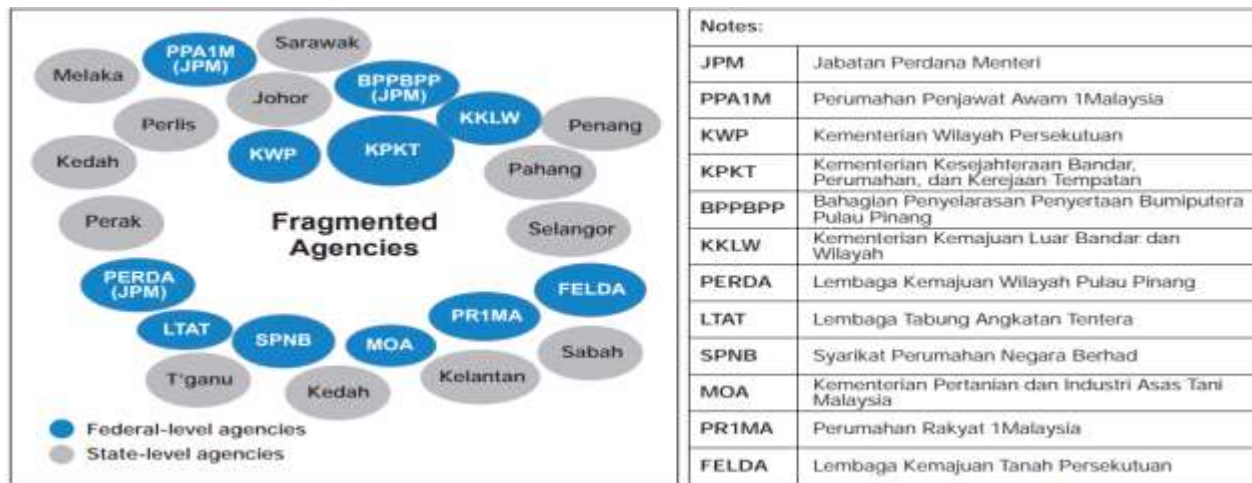 Sarawak
PPA1M
(JPM)
Melaka
BPPBPP
(JPM)
Johor
KKLW
Penang
Perlis
KWP
KPKT
Kedah
Pahang
Perak
Fragmented
Agencies
Selangor
PERDA
(JPM)
FELDA
PR1MA
LTAT
SPNB
MOA
Sabah
T'ganu
Kedah
Kelantan
Federal-level agencies
State-level agencies
Notes:
JPM Jabatan Perdana Menteri
PPA1M Perumahan Penjawat Awam 1Malaysia
KWP Kementerian Wilayah Persekutuan
KPKT Kementerian Kesejahteraan Bandar,
Perumahan, dan Kerejaan Tempatan
BPPBPP Bahagian Penyelarasan Penyertaan Bumiputera
Pulau Pinang
KKLW Kementerian Kemajuan Luar Bandar dan
Wilayah
PERDA Lembaga Kemajuan Wilayah Pulau Pinang
LTAT Lembaga Tabung Angkatan Tentera
SPNB Syarikat Perumahan Negara Berhad
MOA Kementerian Pertanian dan Industri Asas Tani
Malaysia
PR1MA Perumahan Rakyat 1Malaysia
FELDA Lembaga Kemajuan Tanah Persekutuan